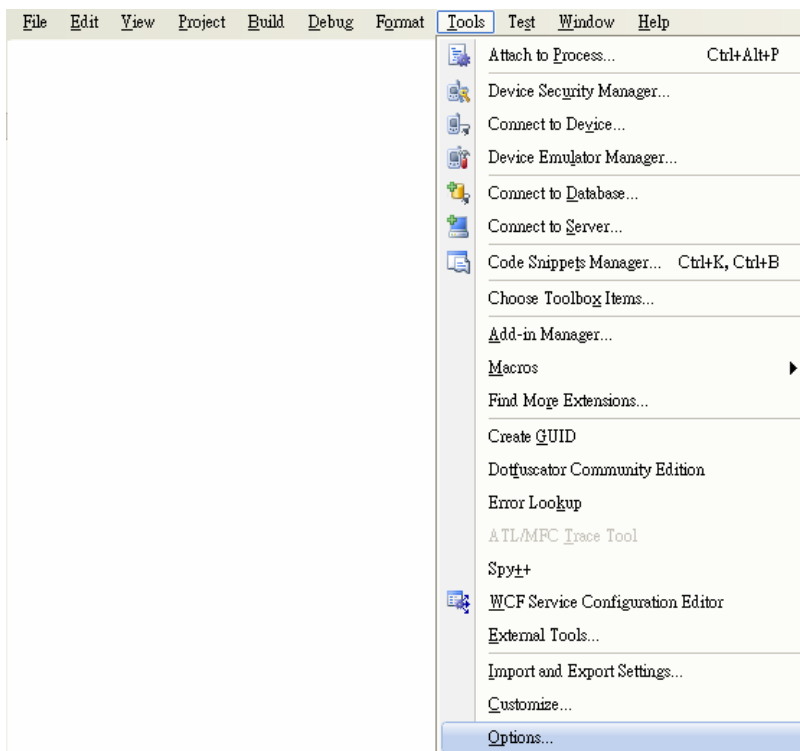 File Edit View Project Build Debug Format Tools Test Window Help
Attach to Process... Ctrl+Alt+P
Device Security Manager...
Connect to Device...
Device Emulator Manager...
Connect to Database...
Connect to Server...
Code Snippets Manager... Ctrl+K, Ctrl+B
Choose Toolbox Items...
Add-in Manager...
Macros
Find More Extensions...
Create GUID
Dotfuscator Community Edition
Error Lookup
ATL/MFC Trace Tool
Spy++
WCF Service Configuration Editor
External Tools...
Import and Export Settings...
Customize...
Options...